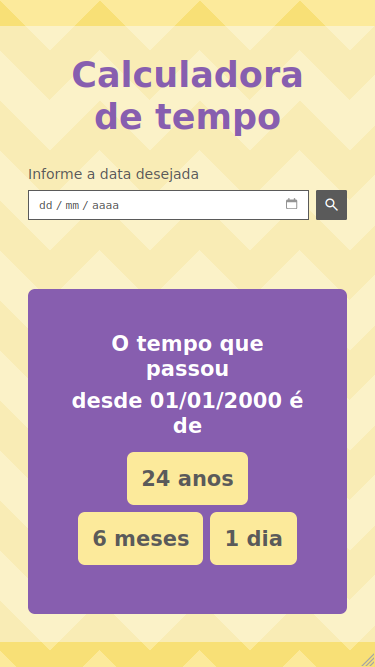 Calculadora
de tempo
Informe a data desejada
dd / mm / aaaa
O tempo que
passou
desde 01/01/2000 é
de
24 anos
6 meses 1 dia